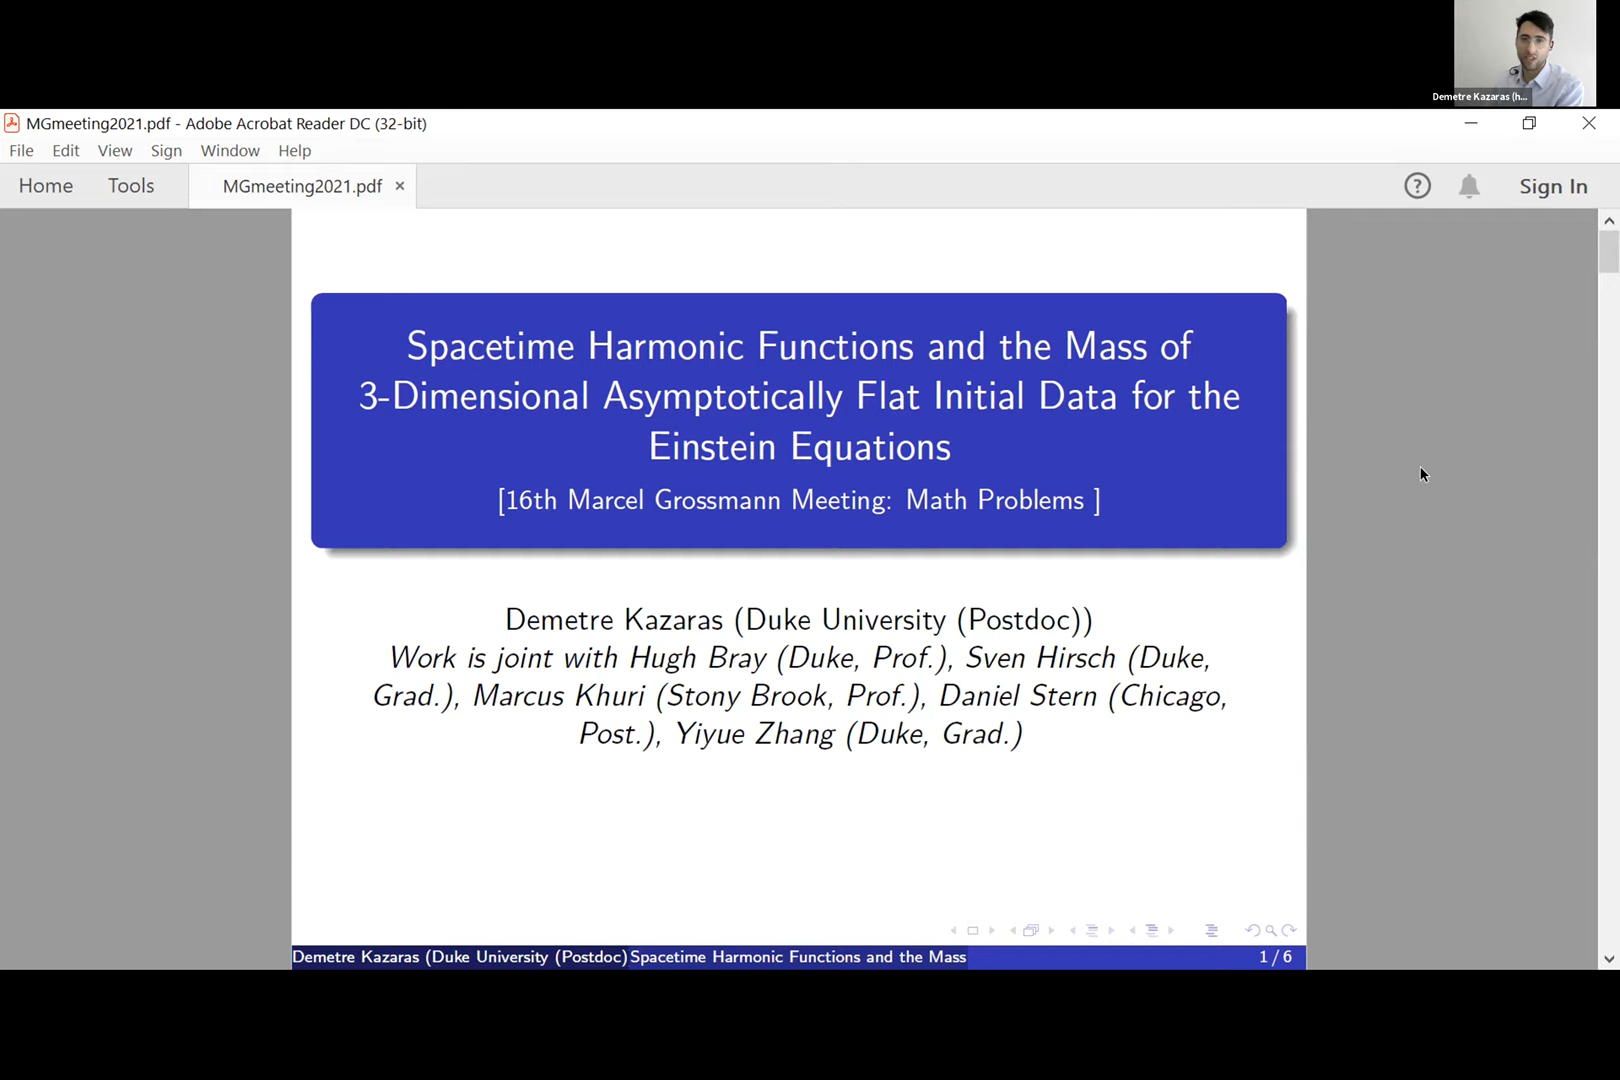 Demetre Kazaras (h...
MGmeeting2021.pdf - Adobe Acrobat Reader DC (32-bit)
File Edit View Sign Window Help
Home Tools MGmeeting2021.pdf × ? Sign In
Spacetime Harmonic Functions and the Mass of
3-Dimensional Asymptotically Flat Initial Data for the
Einstein Equations
[16th Marcel Grossmann Meeting: Math Problems ]
Demetre Kazaras (Duke University (Postdoc))
Work is joint with Hugh Bray (Duke, Prof.), Sven Hirsch (Duke,
Grad.), Marcus Khuri (Stony Brook, Prof.), Daniel Stern (Chicago,
Post.), Yiyue Zhang (Duke, Grad.)
Demetre Kazaras (Duke University (Postdoc) Spacetime Harmonic Functions and the Mass 1 / 6